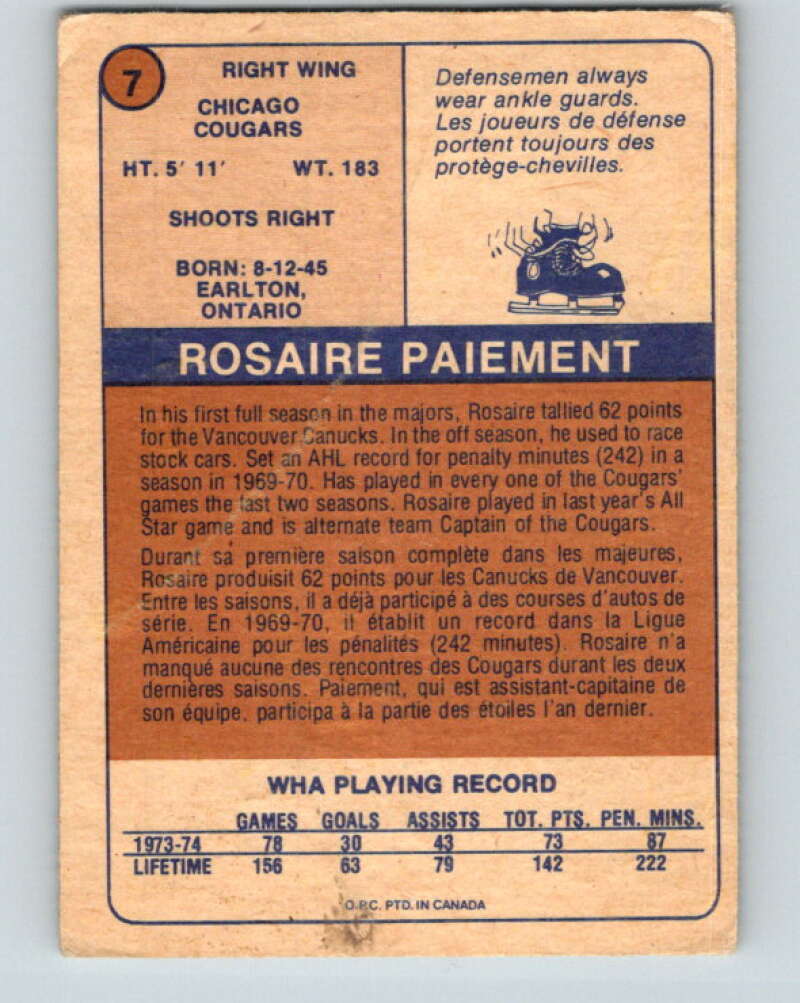 7
RIGHT WING
CHICAGO
COUGARS
HT. 5' 11' WT. 183
SHOOTS RIGHT
BORN: 8-12-45
EARLTON,
ONTARIO
Defensemen always
wear ankle guards.
Les joueurs de défense
portent toujours des
protège-chevilles.
ROSAIRE PAIEMENT
In his first full season in the majors, Rosaire tallied 62 points
for the Vancouver Canucks. In the off season, he used to race
stock cars. Set an AHL record for penalty minutes (242) in a
season in 1969-70. Has played in every one of the Cougars'
games the last two seasons. Rosaire played in last year's All
Star game and is alternate team Captain of the Cougars.
Durant sa première saison complète dans les majeures,
Rosaire produisit 62 points pour les Canucks de Vancouver.
Entre les saisons, il a déjà participé à des courses d'autos de
série. En 1969-70, il établit un record dans la Ligue
Américaine pour les pénalités (242 minutes). Rosaire n'a
manqué aucune des rencontres des Cougars durant les deux
dernières saisons. Paiement, qui est assistant-capitaine de
son équipe, participa à la partie des étoiles l'an dernier.
WHA PLAYING RECORD
GAMES GOALS ASSISTS TOT. PTS. PEN. MINS.
1973-74 78 30 43 73 87
LIFETIME 156 63 79 142 222
O.P.C. PTD. IN CANADA